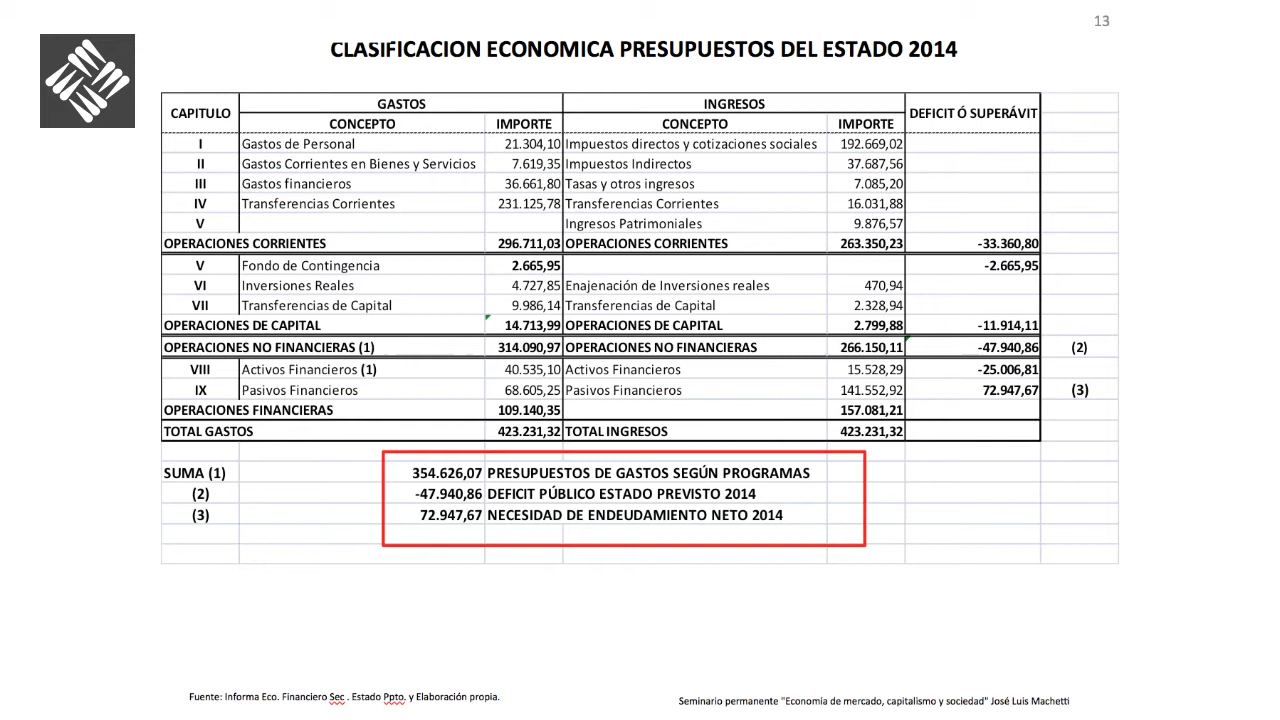 13
CLASIFICACION ECONOMICA PRESUPUESTOS DEL ESTADO 2014
CAPITULO GASTOS INGRESOS DEFICIT Ó SUPERÁVIT
CONCEPTO IMPORTE CONCEPTO IMPORTE
I Gastos de Personal 21.304,10 Impuestos directos y cotizaciones sociales 192.669,02
II Gastos Corrientes en Bienes y Servicios 7.619,35 Impuestos Indirectos 37.687,56
III Gastos financieros 36.661,80 Tasas y otros ingresos 7.085,20
IV Transferencias Corrientes 231.125,78 Transferencias Corrientes 16.031,88
V Ingresos Patrimoniales 9.876,57
OPERACIONES CORRIENTES 296.711,03 OPERACIONES CORRIENTES 263.350,23 -33.360,80
V Fondo de Contingencia 2.665,95 -2.665,95
VI Inversiones Reales 4.727,85 Enajenación de Inversiones reales 470,94
VII Transferencias de Capital 9.986,14 Transferencias de Capital 2.328,94
OPERACIONES DE CAPITAL 14.713,99 OPERACIONES DE CAPITAL 2.799,88 -11.914,11
OPERACIONES NO FINANCIERAS (1) 314.090,97 OPERACIONES NO FINANCIERAS 266.150,11 -47.940,86 (2)
VIII Activos Financieros (1) 40.535,10 Activos Financieros 15.528,29 -25.006,81
IX Pasivos Financieros 68.605,25 Pasivos Financieros 141.552,92 72.947,67 (3)
OPERACIONES FINANCIERAS 109.140,35 157.081,21
TOTAL GASTOS 423.231,32 TOTAL INGRESOS 423.231,32
SUMA (1) 354.626,07 PRESUPUESTOS DE GASTOS SEGÚN PROGRAMAS
(2) -47.940,86 DEFICIT PÚBLICO ESTADO PREVISTO 2014
(3) 72.947,67 NECESIDAD DE ENDEUDAMIENTO NETO 2014
Fuente: Informa Eco. Financiero Sec . Estado Ppto. y Elaboración propia.
Seminario permanente "Economía de mercado, capitalismo y sociedad" José Luis Machetti